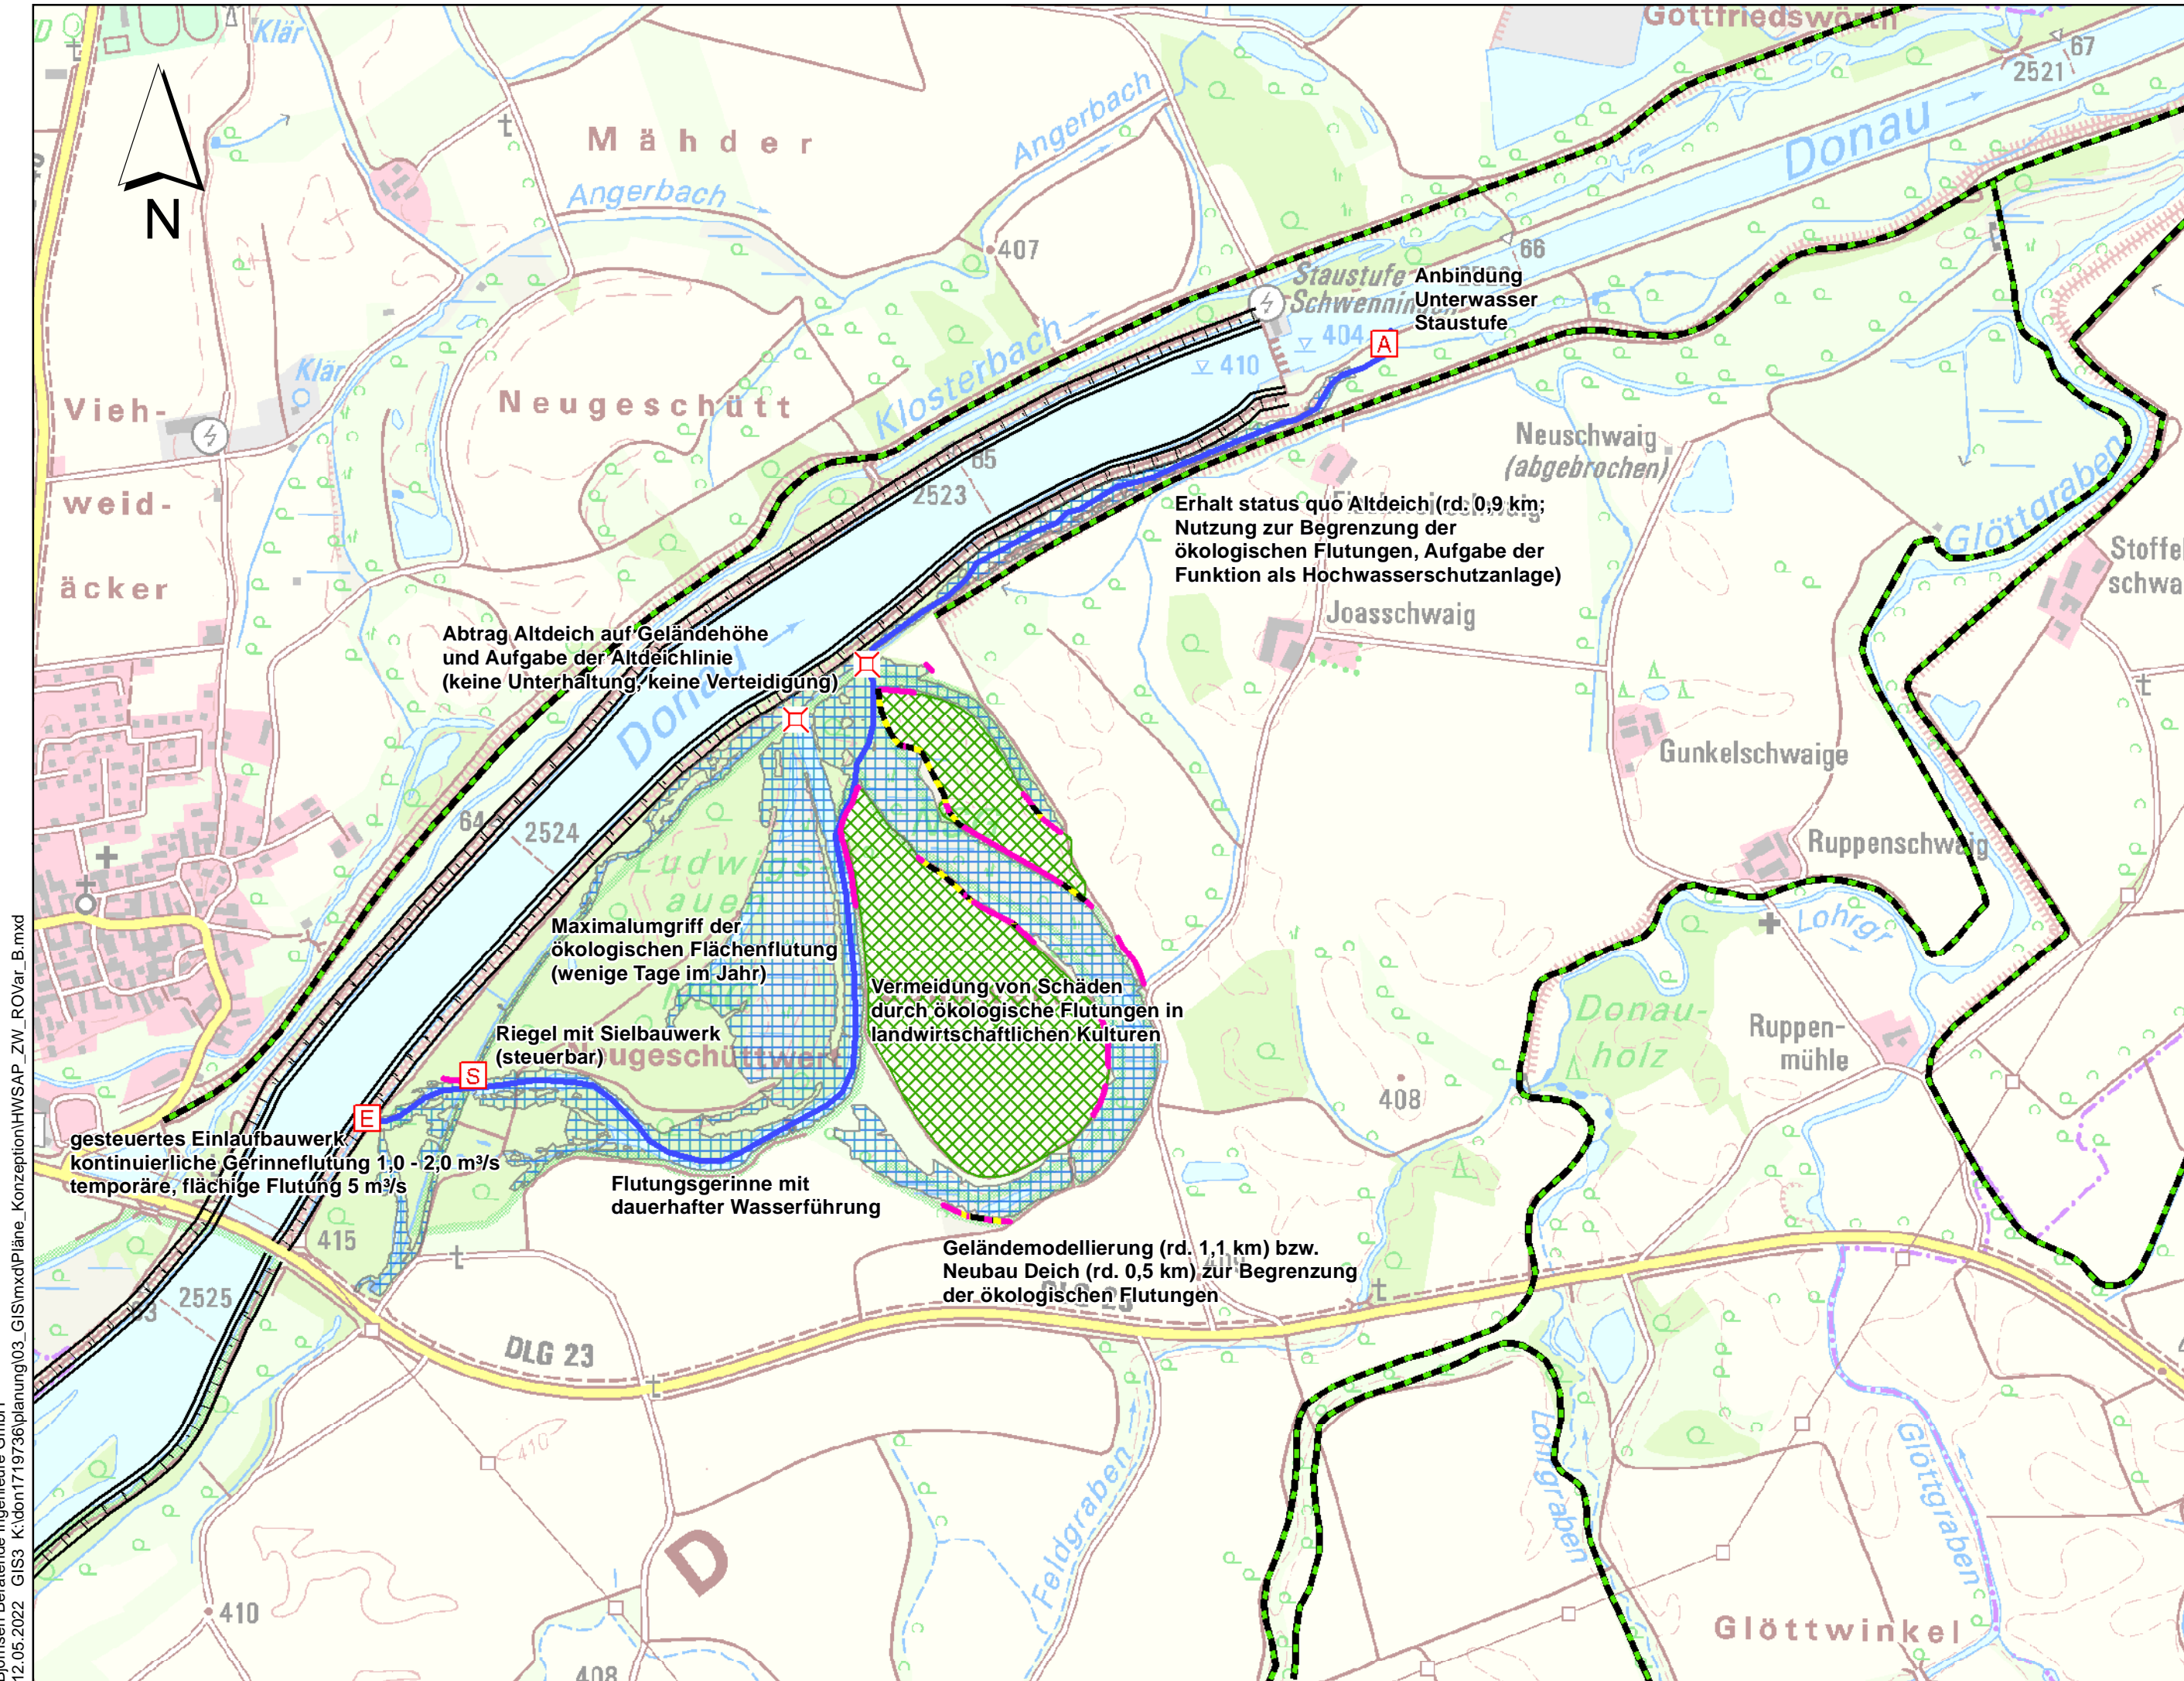 Gottfriedswörth
Klär
67
2521
Donau
Mähder
Angerbach
Angerbach
N
407
66
Staustufe
Anbindung
Unterwasser
Staustufe
404
A
410
Klär
Vieh-
weid-
äcker
Neugeschütt
Klosterbach
65
2523
Neuschwaig
(abgebrochen)
Glöttgraben
Erhalt status quo Altdeich (rd. 0,9 km;
Nutzung zur Begrenzung der
ökologischen Flutungen, Aufgabe der
Funktion als Hochwasserschutzanlage)
Joasschwaig
Abtrag Altdeich auf Geländehöhe
und Aufgabe der Altdeichlinie
(keine Unterhaltung, keine Verteidigung)
Donau
Gunkelschwaige
64
2524
Ludwigs
auen
Ruppenschwaig
Lohrgr
Maximalumgriff der
ökologischen Flächenflutung
(wenige Tage im Jahr)
Vermeidung von Schäden
durch ökologische Flutungen in
landwirtschaftlichen Kulturen
Donau-
holz
Ruppen-
mühle
Riegel mit Sielbauwerk
(steuerbar)
Neugeschüttwert
S
E
408
gesteuertes Einlaufbauwerk
kontinuierliche Gerinneflutung 1,0 - 2,0 m³/s
temporäre, flächige Flutung 5 m³/s
Flutungsgerinne mit
dauerhafter Wasserführung
415
Geländemodellierung (rd. 1,1 km) bzw.
Neubau Deich (rd. 0,5 km) zur Begrenzung
der ökologischen Flutungen
DLG 23
2525
DLG 23
410
D
Feldgraben
Lohrgraben
Glöttgraben
410
408
Glöttwinkel
12.05.2022 GIS3 K:\don1719736\planung\03_GIS\mxd\Pläne_Konzeption\HWSAP_ZW_ROVar_B.mxd